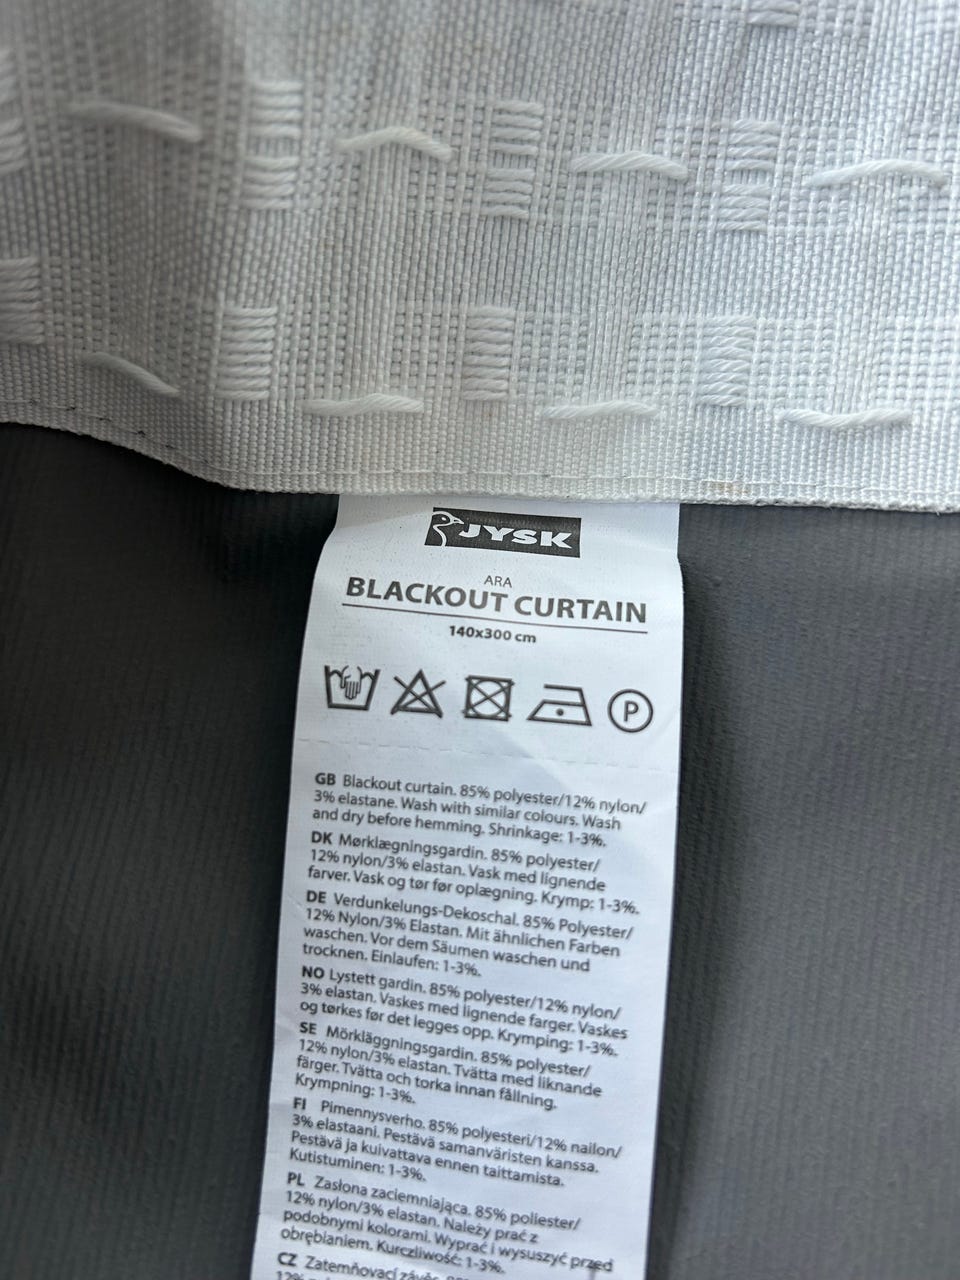 JYSK
ARA
BLACKOUT CURTAIN
140x300 cm
P
GB Blackout curtain. 85% polyester/12% nylon/
3% elastane. Wash with similar colours. Wash
and dry before hemming. Shrinkage: 1-3%.
DK Mørklægningsgardin. 85% polyester/
12% nylon/3% elastan. Vask med lignende
farver. Vask og tør før oplægning. Krymp: 1-3%.
DE Verdunkelungs-Dekoschal. 85% Polyester/
12% Nylon/3% Elastan. Mit ähnlichen Farben
waschen. Vor dem Säumen waschen und
trocknen. Einlaufen: 1-3%.
NO Lystett gardin. 85% polyester/12% nylon/
3% elastan. Vaskes med lignende farger. Vaskes
og tørkes før det legges opp. Krymping: 1-3%.
SE Mörkläggningsgardin. 85% polyester/
12% nylon/3% elastan. Tvätta med liknande
färger. Tvätta och torka innan fållning.
Krympning: 1-3%.
FI Pimennysverho. 85% polyesteri/12% nailon/
3% elastaani. Pestävä samanväristen kanssa.
Pestävä ja kuivattava ennen taittamista.
Kutistuminen: 1-3%.
PL Zasłona zaciemniająca. 85% poliester/
12% nylon/3% elastan. Należy prać z
podobnymi kolorami. Wyprać i wysuszyć przed
obrębianiem. Kurczliwość: 1-3%.
CZ Zatemňovací závěs.